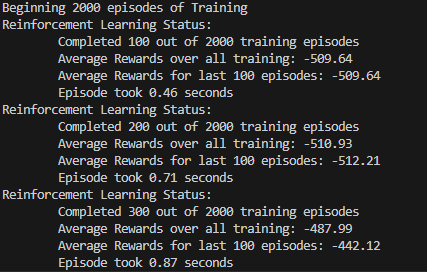 Beginning 2000 episodes of Training
Reinforcement Learning Status:
Completed 100 out of 2000 training episodes
Average Rewards over all training: -509.64
Average Rewards for last 100 episodes: -509.64
Episode took 0.46 seconds
Reinforcement Learning Status:
Completed 200 out of 2000 training episodes
Average Rewards over all training: -510.93
Average Rewards for last 100 episodes: -512.21
Episode took 0.71 seconds
Reinforcement Learning Status:
Completed 300 out of 2000 training episodes
Average Rewards over all training: -487.99
Average Rewards for last 100 episodes: -442.12
Episode took 0.87 seconds